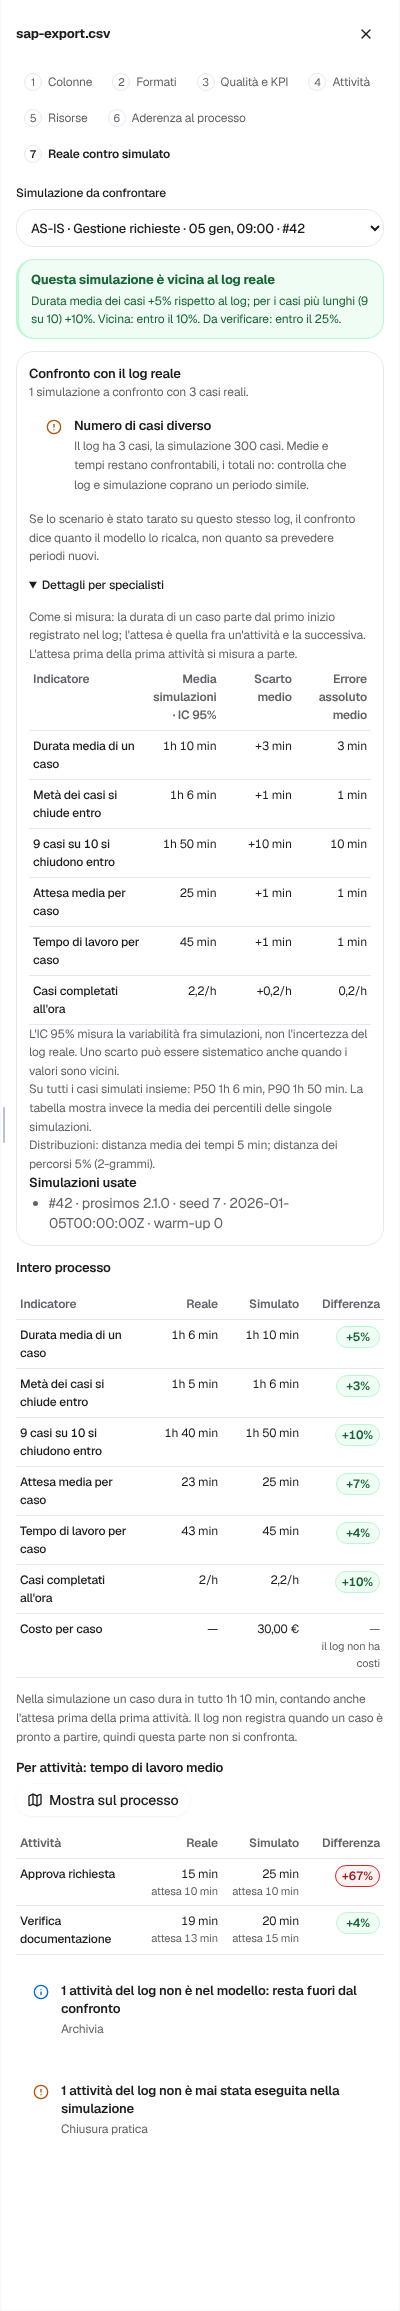 sap-export.csv
1 Colonne 2 Formati 3 Qualità e KPI 4 Attività
5 Risorse 6 Aderenza al processo
7 Reale contro simulato
Simulazione da confrontare
AS-IS · Gestione richieste · 05 gen, 09:00 · #42
Questa simulazione è vicina al log reale
Durata media dei casi +5% rispetto al log; per i casi più lunghi (9
su 10) +10%. Vicina: entro il 10%. Da verificare: entro il 25%.
Confronto con il log reale
1 simulazione a confronto con 3 casi reali.
Numero di casi diverso
Il log ha 3 casi, la simulazione 300 casi. Medie e
tempi restano confrontabili, i totali no: controlla che
log e simulazione coprano un periodo simile.
Se lo scenario è stato tarato su questo stesso log, il confronto
dice quanto il modello lo ricalca, non quanto sa prevedere
periodi nuovi.
▼ Dettagli per specialisti
Come si misura: la durata di un caso parte dal primo inizio
registrato nel log; l'attesa è quella fra un'attività e la successiva.
L'attesa prima della prima attività si misura a parte.
Indicatore Media Scarto Errore
simulazioni medio assoluto
· IC 95% medio
Durata media di un 1h 10 min +3 min 3 min
caso
Metà dei casi si 1h 6 min +1 min 1 min
chiude entro
9 casi su 10 si 1h 50 min +10 min 10 min
chiudono entro
Attesa media per 25 min +1 min 1 min
caso
Tempo di lavoro per 45 min +1 min 1 min
caso
Casi completati 2,2/h +0,2/h 0,2/h
all'ora
L'IC 95% misura la variabilità fra simulazioni, non l'incertezza del
log reale. Uno scarto può essere sistematico anche quando i
valori sono vicini.
Su tutti i casi simulati insieme: P50 1h 6 min, P90 1h 50 min. La
tabella mostra invece la media dei percentili delle singole
simulazioni.
Distribuzioni: distanza media dei tempi 5 min; distanza dei
percorsi 5% (2-grammi).
Simulazioni usate
• #42 · prosimos 2.1.0 · seed 7 · 2026-01-
05T00:00:00Z · warm-up 0
Intero processo
Indicatore Reale Simulato Differenza
Durata media di un 1h 6 min 1h 10 min +5%
caso
Metà dei casi si 1h 5 min 1h 6 min +3%
chiude entro
9 casi su 10 si 1h 40 min 1h 50 min +10%
chiudono entro
Attesa media per 23 min 25 min +7%
caso
Tempo di lavoro per 43 min 45 min +4%
caso
Casi completati 2/h 2,2/h +10%
all'ora
Costo per caso — 30,00 € —
il log non ha
costi
Nella simulazione un caso dura in tutto 1h 10 min, contando anche
l'attesa prima della prima attività. Il log non registra quando un caso è
pronto a partire, quindi questa parte non si confronta.
Per attività: tempo di lavoro medio
Mostra sul processo
Attività Reale Simulato Differenza
Approva richiesta 15 min 25 min +67%
attesa 10 min attesa 10 min
Verifica 19 min 20 min +4%
documentazione attesa 13 min attesa 15 min
1 attività del log non è nel modello: resta fuori dal
confronto
Archivia
1 attività del log non è mai stata eseguita nella
simulazione
Chiusura pratica